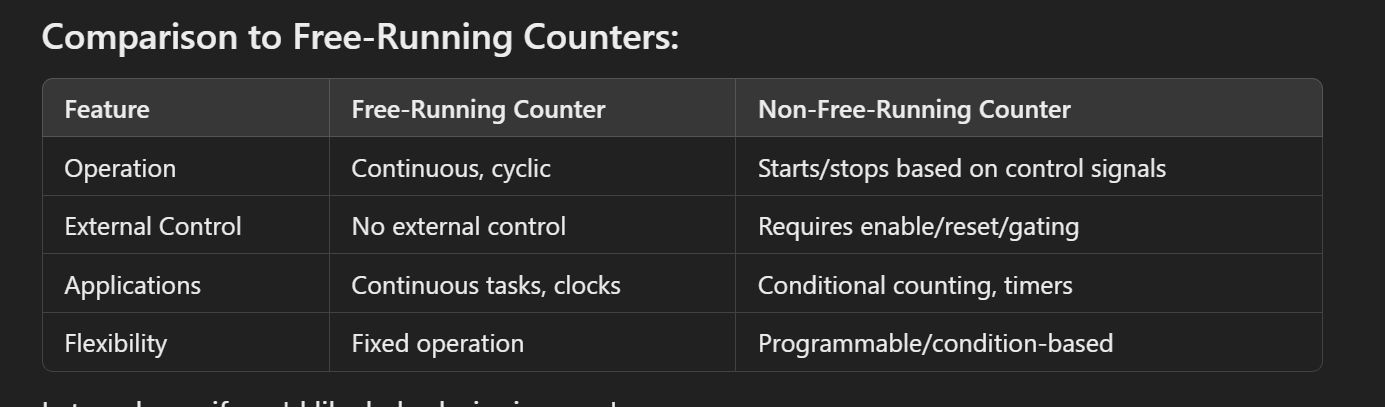 Comparison to Free-Running Counters:
Feature Free-Running Counter Non-Free-Running Counter
Operation Continuous, cyclic Starts/stops based on control signals
External Control No external control Requires enable/reset/gating
Applications Continuous tasks, clocks Conditional counting, timers
Flexibility Fixed operation Programmable/condition-based